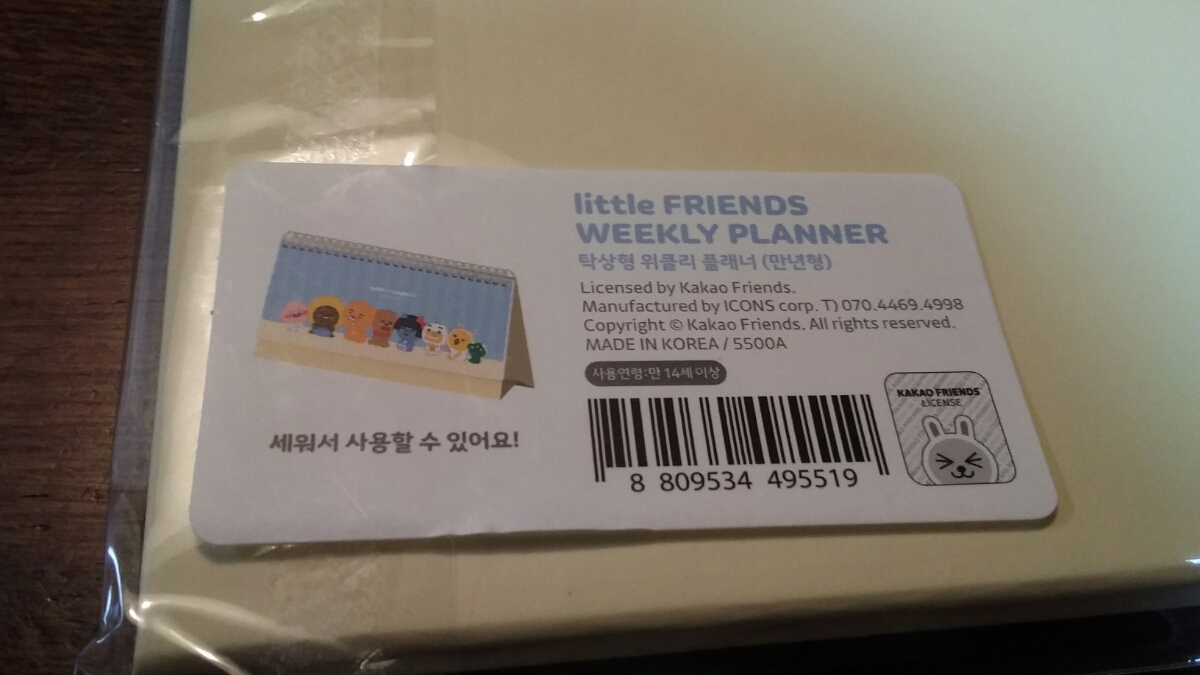 little FRIENDS
WEEKLY PLANNER
탁상형 위클리 플래너 (만년형)
Licensed by Kakao Friends.
Manufactured by ICONS corp. T) 070.4469.4998
Copyright © Kakao Friends. All rights reserved.
MADE IN KOREA / 5500A
사용연령:만 14세 이상
세워서 사용할 수 있어요!
8 809534 495519
KAKAO FRIENDS
LICENSE